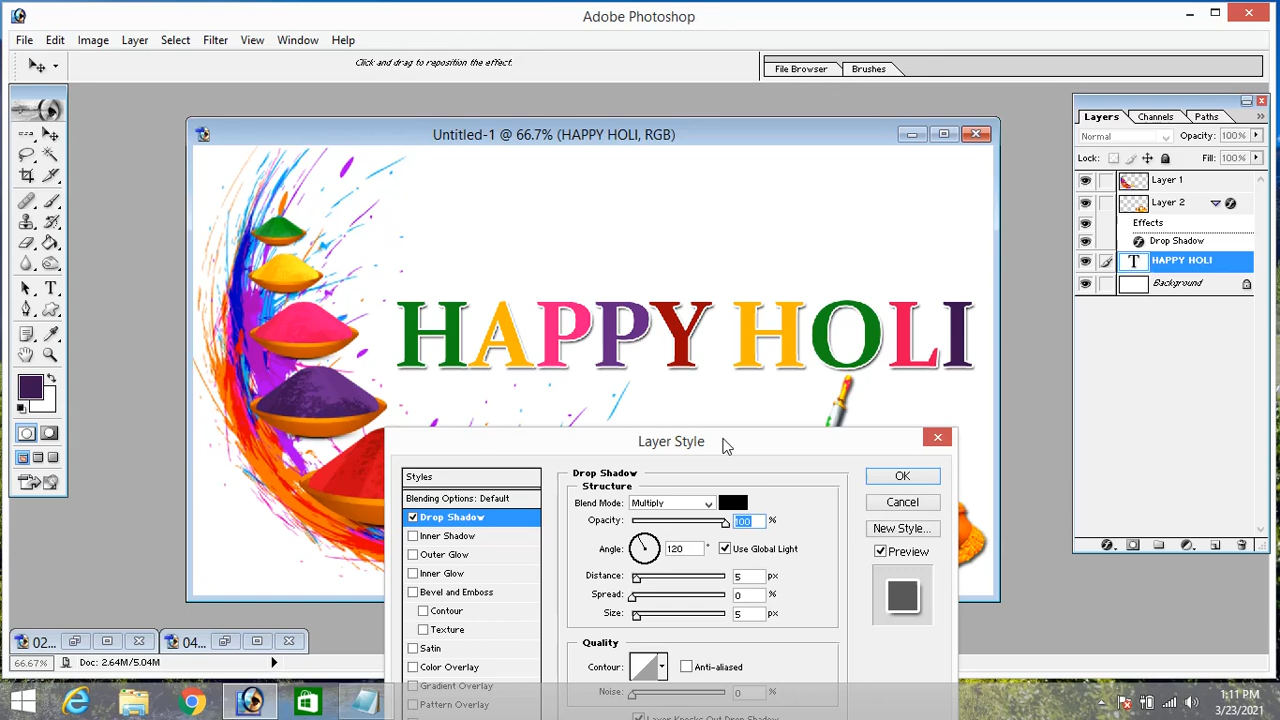 Adobe Photoshop
File Edit Image Layer Select Filter View Window Help
Click and drag to reposition the effect.
File Browser Brushes
Layers Channels Paths
Untitled-1 @ 66.7% (HAPPY HOLI, RGB)
Normal Opacity: 100%
Lock: Fill: 100%
Layer 1
Layer 2
Effects
Drop Shadow
T HAPPY HOLI
Background
HAPPY HOLI
Layer Style
Styles
Blending Options: Default
Drop Shadow
Inner Shadow
Outer Glow
Inner Glow
Bevel and Emboss
Contour
Texture
Satin
Color Overlay
Gradient Overlay
Pattern Overlay
Drop Shadow
Structure
Blend Mode: Multiply
Opacity: 100 %
Angle: 120 ° Use Global Light
Distance: 5 px
Spread: 0 %
Size: 5 px
Quality
Contour: Anti-aliased
Noise: 0 %
Layer Knocks Out Drop Shadow
OK
Cancel
New Style...
Preview
02... 04...
66.67% Doc: 2.64M/5.04M
1:11 PM
3/23/2021